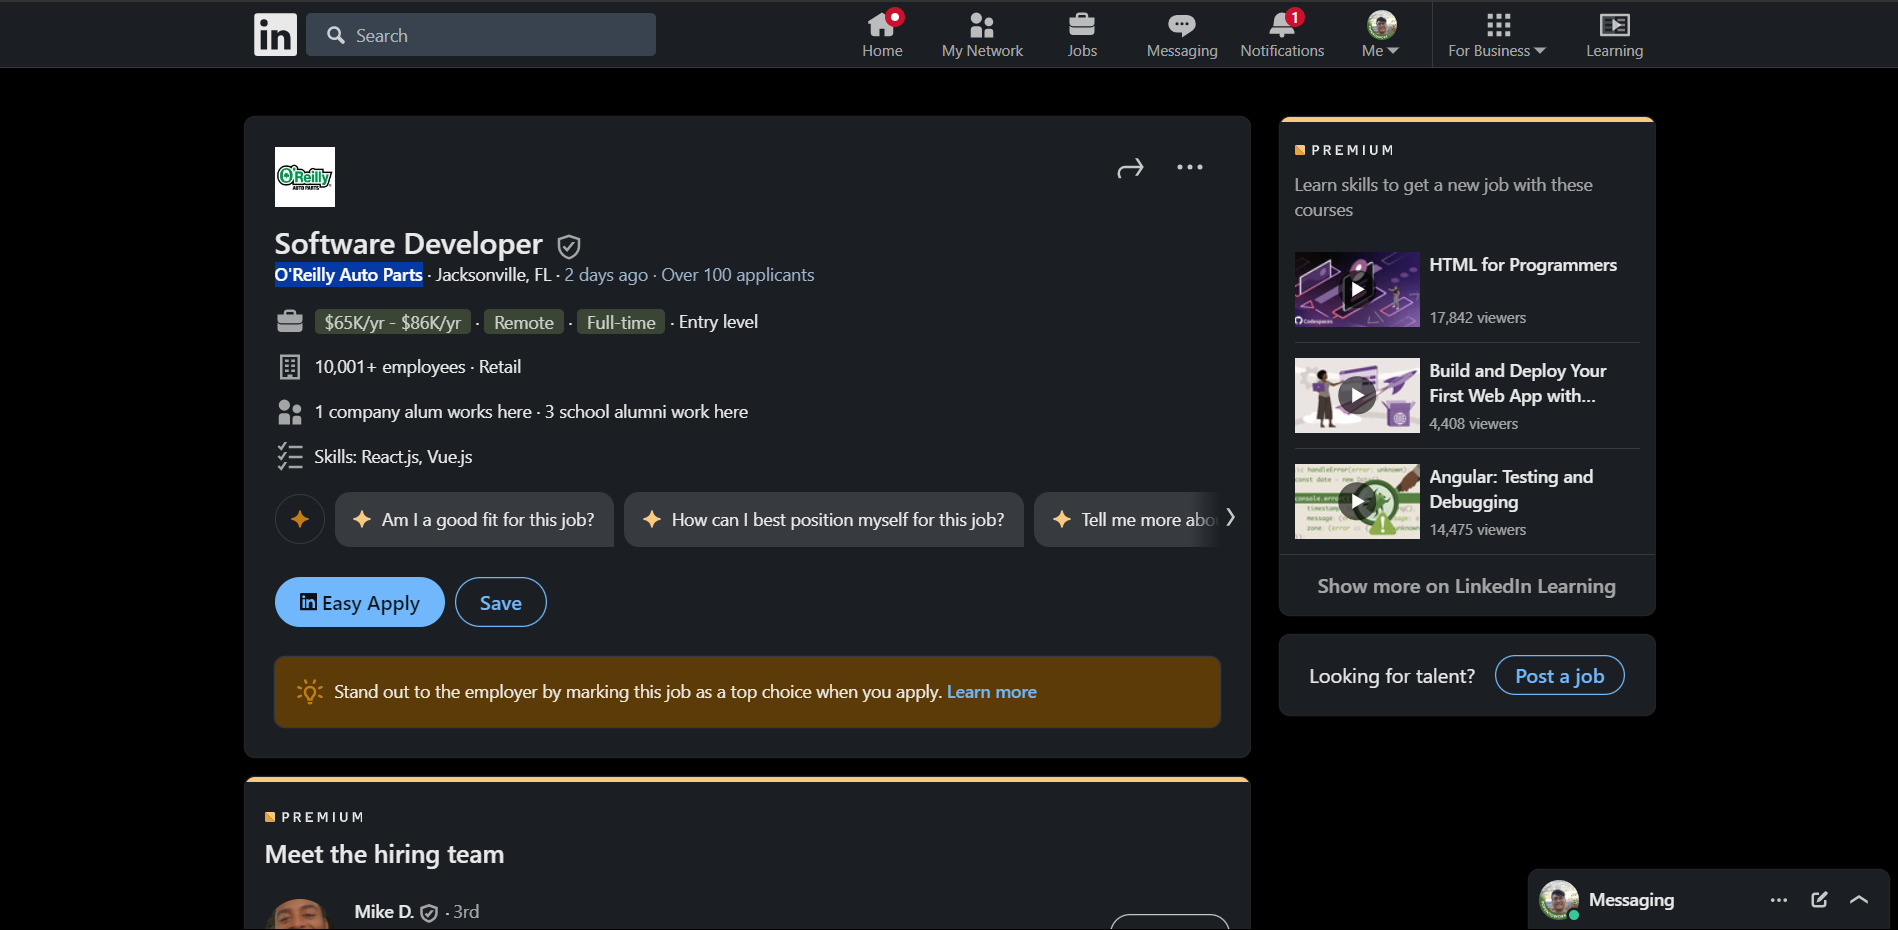 in
Search
Home
My Network
Jobs
Messaging
1
Notifications
Me
For Business
Learning
O'Reilly
AUTO PARTS
Software Developer
O'Reilly Auto Parts · Jacksonville, FL · 2 days ago · Over 100 applicants
$65K/yr - $86K/yr · Remote · Full-time · Entry level
10,001+ employees · Retail
1 company alum works here · 3 school alumni work here
Skills: React.js, Vue.js
Am I a good fit for this job?
How can I best position myself for this job?
Tell me more abo
in Easy Apply
Save
Stand out to the employer by marking this job as a top choice when you apply. Learn more
PREMIUM
Meet the hiring team
Mike D. · 3rd
PREMIUM
Learn skills to get a new job with these
courses
Codespaces
HTML for Programmers
17,842 viewers
Build and Deploy Your
First Web App with...
4,408 viewers
Angular: Testing and
Debugging
14,475 viewers
Show more on LinkedIn Learning
Looking for talent?
Post a job
Messaging